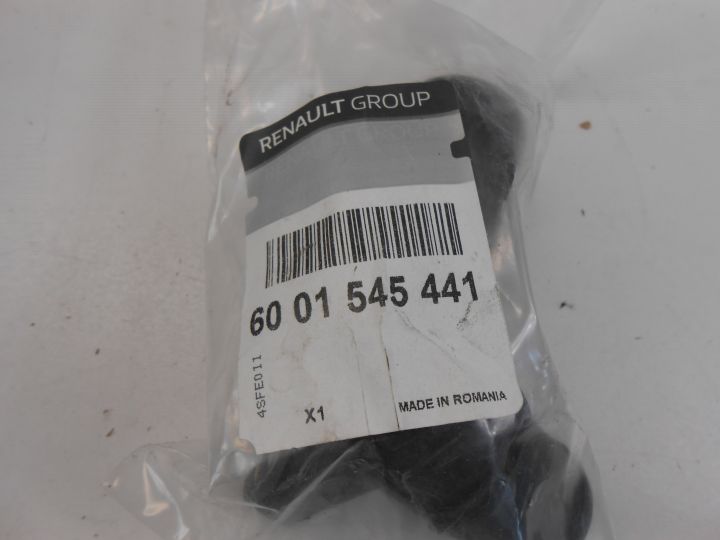 RENAULT GROUP
60 01 545 441
4SFE011
X1
MADE IN ROMANIA